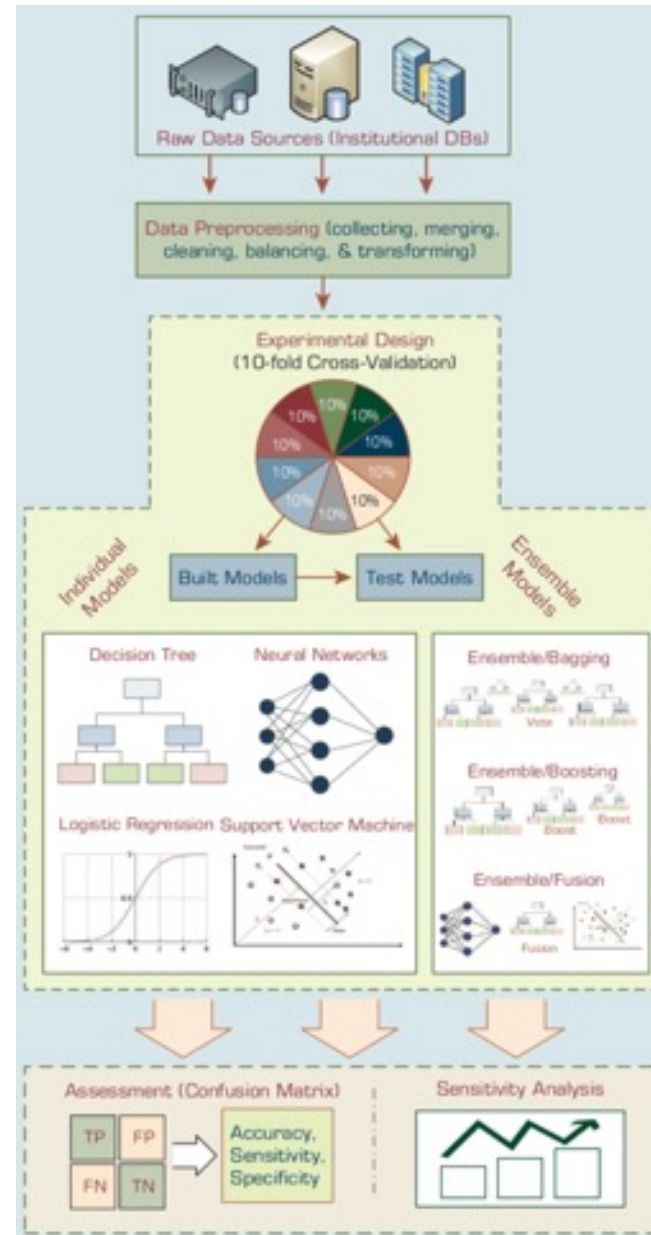 Raw Data Sources (Institutional DBs)
Data Preprocessing (collecting, merging,
cleaning, balancing, & transforming)
Experimental Design
(10-fold Cross-Validation)
10%
10%
10%
10%
10%
10%
10%
10%
10%
10%
Individual
Models
Ensemble
Models
Built Models
Test Models
Decision Tree
Neural Networks
Logistic Regression
Support Vector Machine
Ensemble/Bagging
Vote
Ensemble/Boosting
Boost
Boost
Ensemble/Fusion
Fusion
Assessment (Confusion Matrix)
TP
FP
FN
TN
Accuracy,
Sensitivity,
Specificity
Sensitivity Analysis